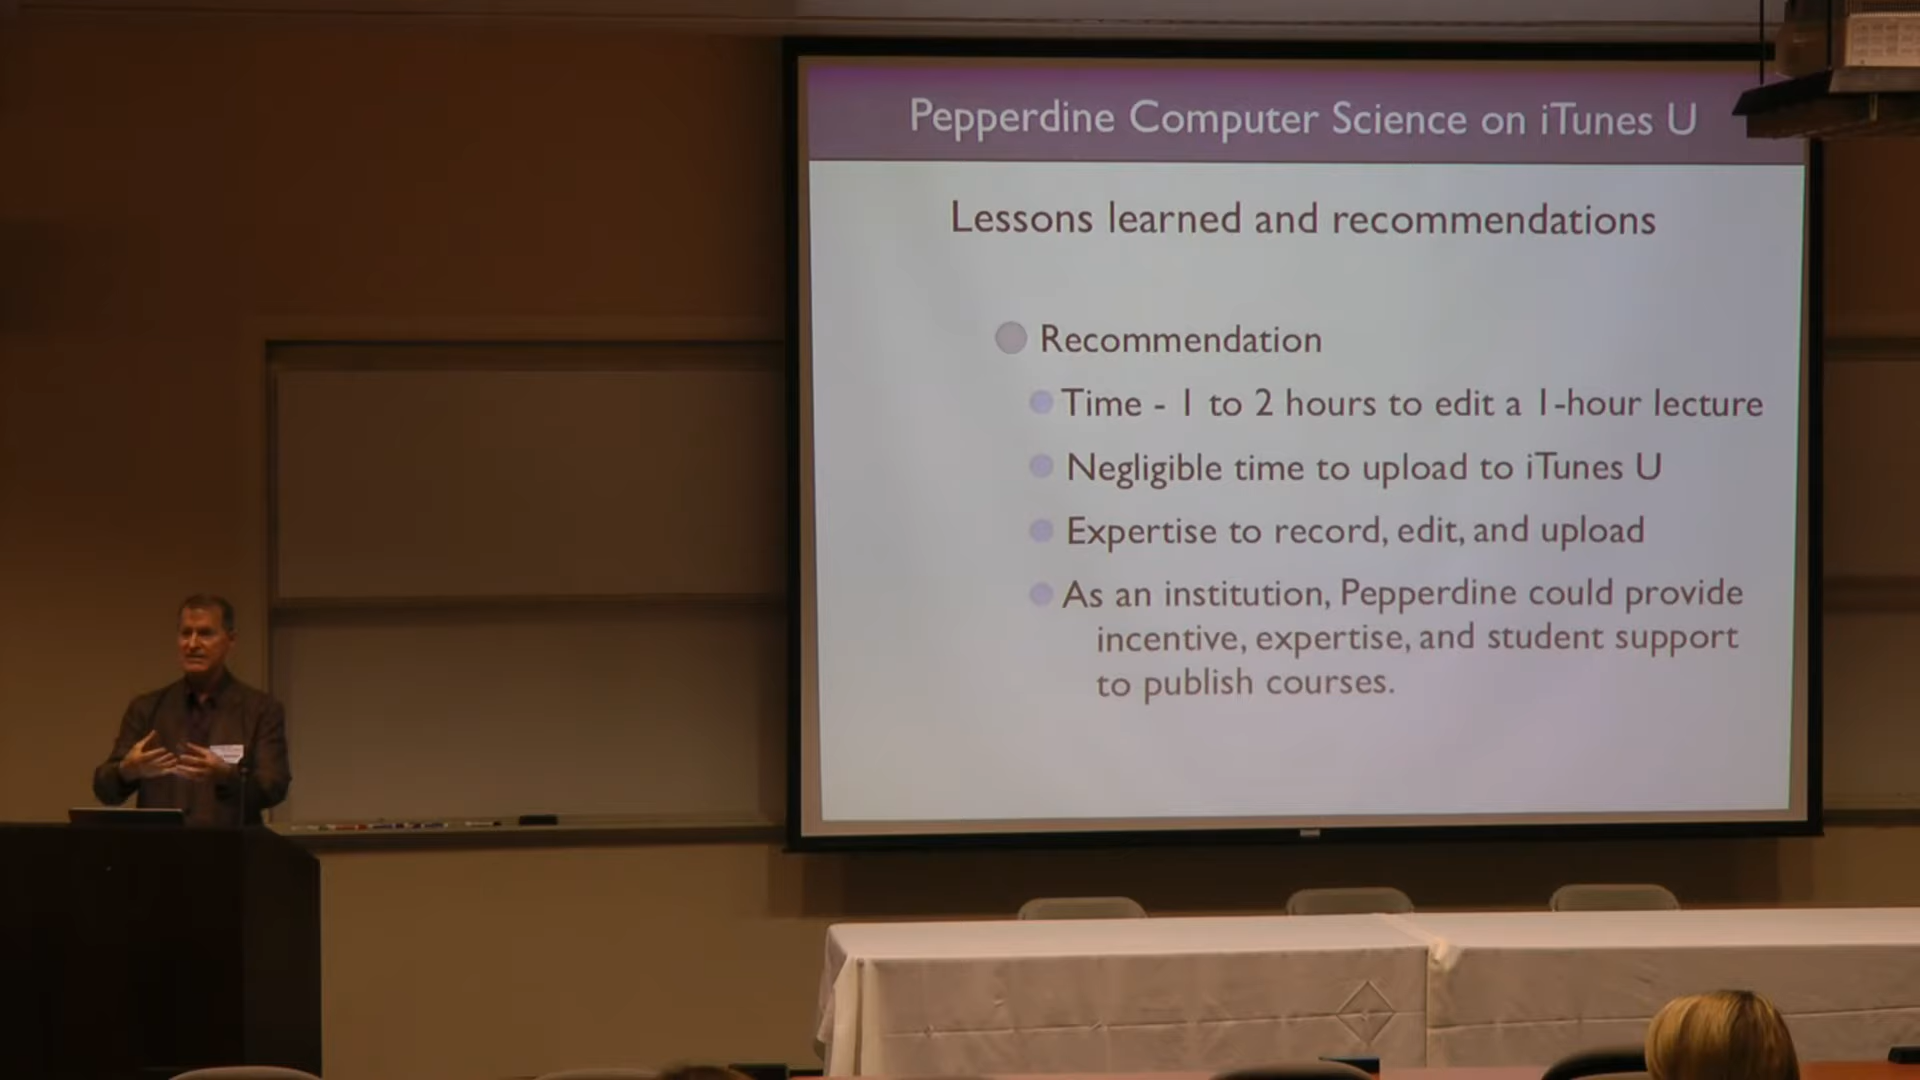 Pepperdine Computer Science on iTunes U
Lessons learned and recommendations
Recommendation
Time - 1 to 2 hours to edit a 1-hour lecture
Negligible time to upload to iTunes U
Expertise to record, edit, and upload
As an institution, Pepperdine could provide
incentive, expertise, and student support
to publish courses.